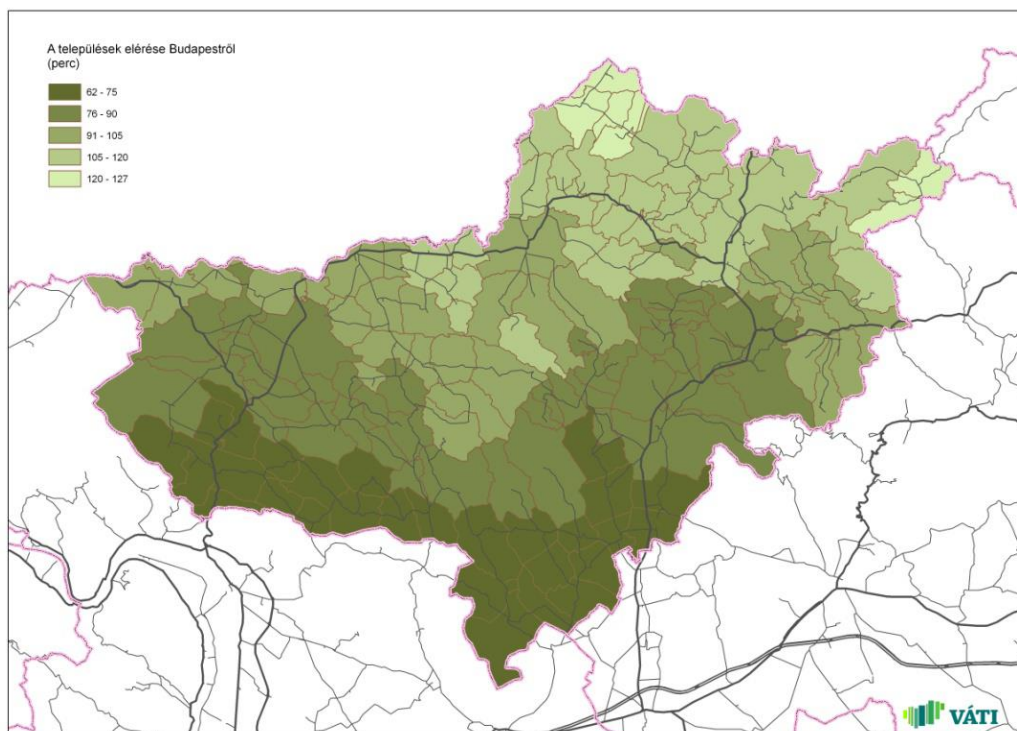 A települések elérése Budapestről
(perc)
62 - 75
76 - 90
91 - 105
105 - 120
120 - 127
VÁTI